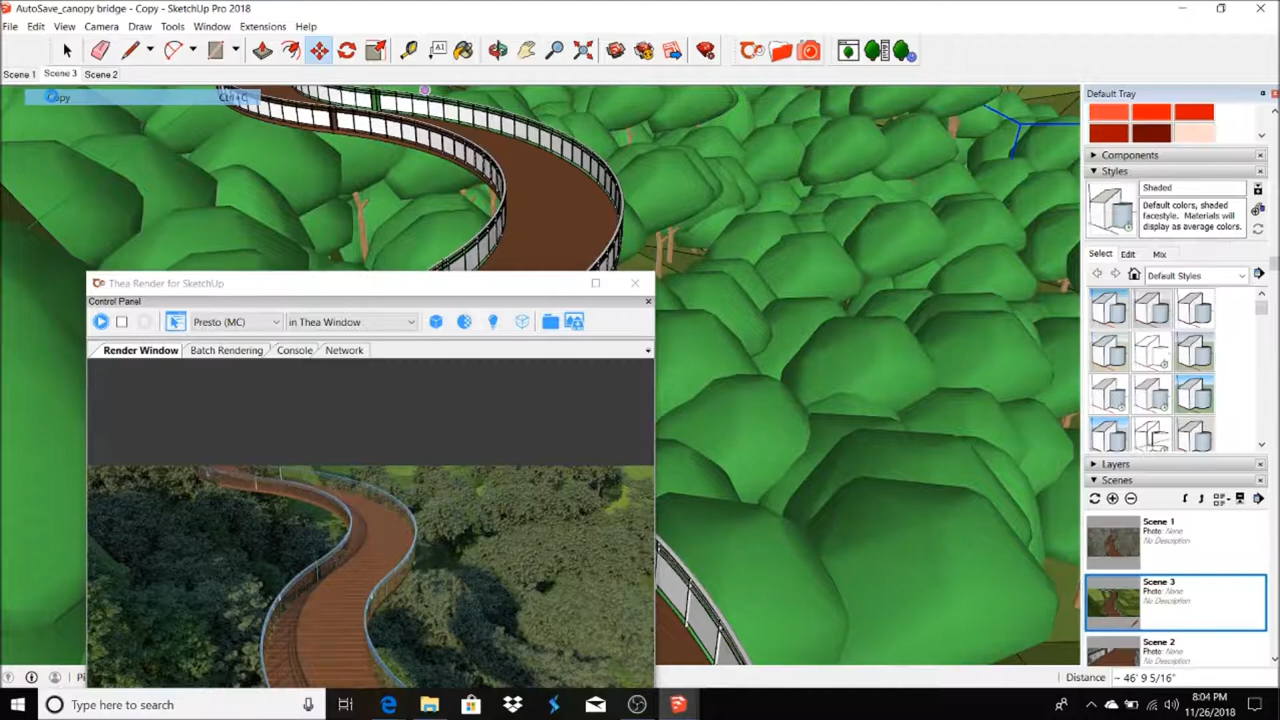 AutoSave_canopy bridge - Copy - SketchUp Pro 2018
File Edit View Camera Draw Tools Window Extensions Help
A1
Scene 1 Scene 3 Scene 2
Copy Ctrl+C
Default Tray
Components
Styles
Shaded
Default colors, shaded
facestyle. Materials will
display as average colors.
Select Edit Mix
Default Styles
Layers
Scenes
Scene 1
Photo: None
No Description
Scene 3
Photo: None
No Description
Scene 2
Photo: None
No Description
Thea Render for SketchUp
Control Panel
Presto (MC) in Thea Window
Render Window Batch Rendering Console Network
Distance ~ 46' 9 5/16"
Type here to search
8:04 PM
11/26/2018